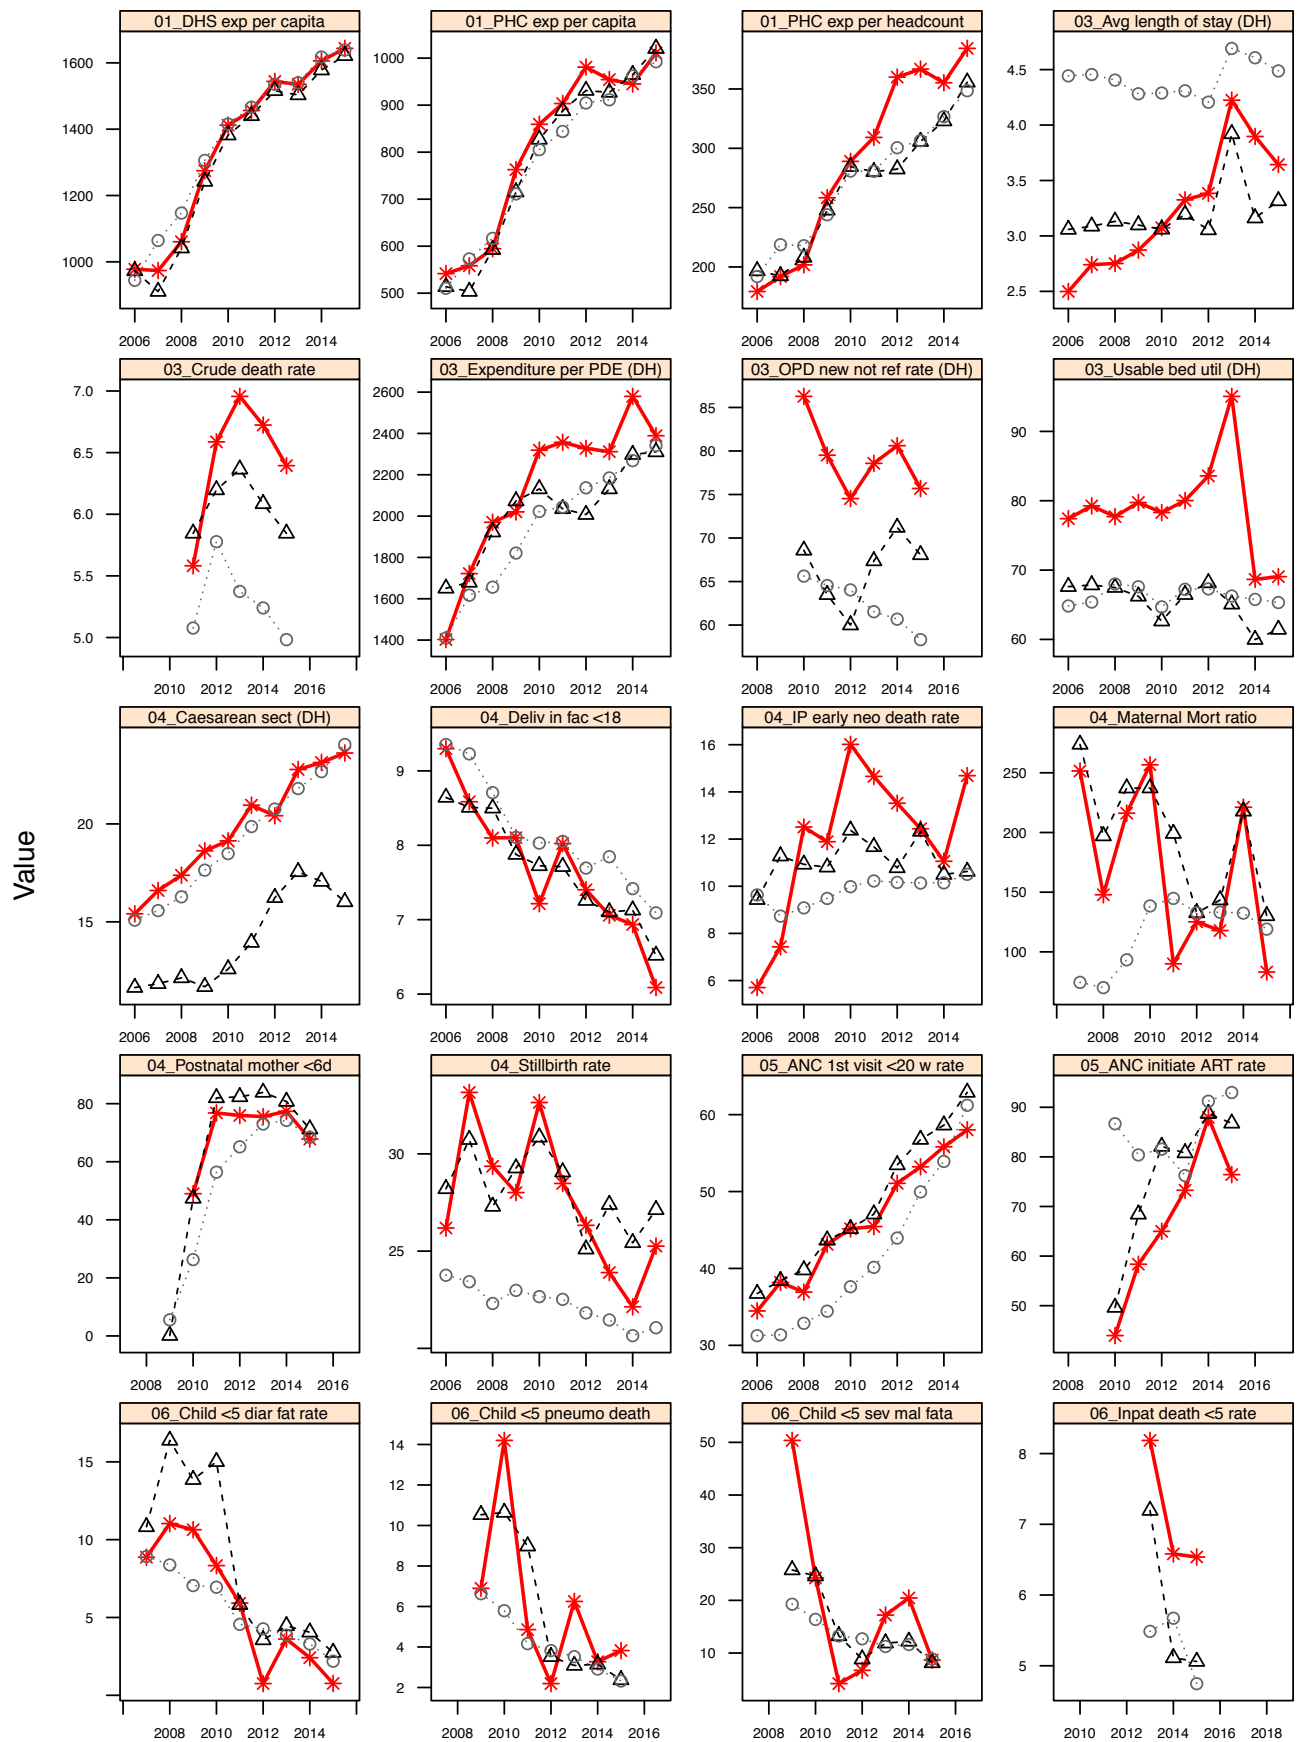 Value
01_DHS exp per capita
1000
1200
1400
1600
2006 2008 2010 2012 2014
01_PHC exp per capita
500
600
700
800
900
1000
2006 2008 2010 2012 2014
01_PHC exp per headcount
200
250
300
350
2006 2008 2010 2012 2014
03_Avg length of stay (DH)
2.5
3.0
3.5
4.0
4.5
2006 2008 2010 2012 2014
03_Crude death rate
5.0
5.5
6.0
6.5
7.0
2010 2012 2014 2016
03_Expenditure per PDE (DH)
1400
1600
1800
2000
2200
2400
2600
2006 2008 2010 2012 2014
03_OPD new not ref rate (DH)
60
65
70
75
80
85
2008 2010 2012 2014 2016
03_Usable bed util (DH)
60
70
80
90
2006 2008 2010 2012 2014
04_Caesarean sect (DH)
15
20
2006 2008 2010 2012 2014
04_Deliv in fac <18
6
7
8
9
2006 2008 2010 2012 2014
04_IP early neo death rate
6
8
10
12
14
16
2006 2008 2010 2012 2014
04_Maternal Mort ratio
100
150
200
250
2008 2010 2012 2014
04_Postnatal mother <6d
0
20
40
60
80
2008 2010 2012 2014 2016
04_Stillbirth rate
25
30
2006 2008 2010 2012 2014
05_ANC 1st visit <20 w rate
30
40
50
60
2006 2008 2010 2012 2014
05_ANC initiate ART rate
50
60
70
80
90
2008 2010 2012 2014 2016 2018
06_Child <5 diar fat rate
5
10
15
2008 2010 2012 2014
06_Child <5 pneumo death
2
4
6
8
10
12
14
2008 2010 2012 2014 2016
06_Child <5 sev mal fata
10
20
30
40
50
2008 2010 2012 2014 2016
06_Inpat death <5 rate
5
6
7
8
2010 2012 2014 2016 2018